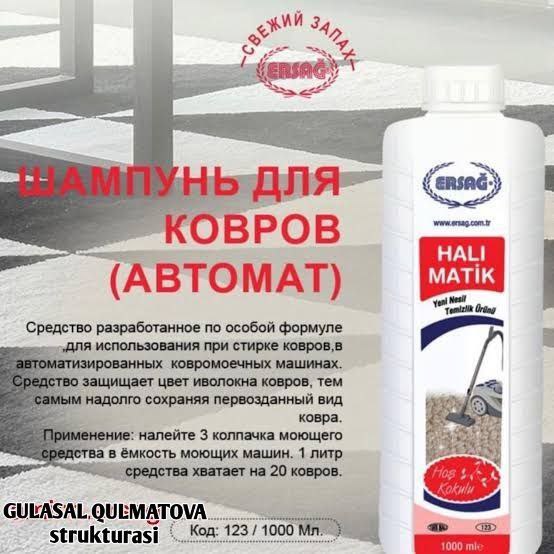 СВЕЖИЙ ЗАПАХ
ERSAĞ
ШАМПУНЬ ДЛЯ
КОВРОВ
(АВТОМАТ)
Средство разработанное по особой формуле
,для использования при стирке ковров,в
автоматизированных ковромоечных машинах.
Средство защищает цвет иволокна ковров, тем
самым надолго сохраняя первозданный вид
ковра.
Применение: налейте 3 колпачка моющего
средства в ёмкость моющих машин. 1 литр
средства хватает на 20 ковров.
GULASAL QULMATOVA
strukturasi
Код: 123 / 1000 Мл.
ERSAĞ
www.ersag.com.tr
HALI
MATİK
Yeni Nesil
Temizlik Ürünü
Hoş
Kokulu
123
1000 ml e